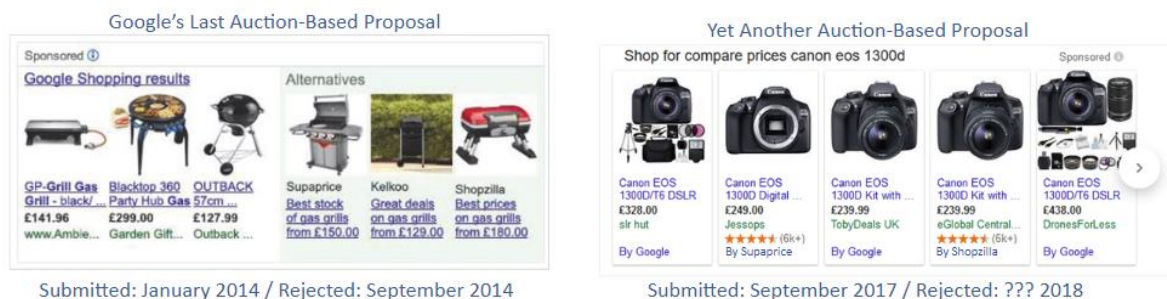 Google's Last Auction-Based Proposal
Sponsored
Google Shopping results
Alternatives
GP-Grill Gas
Grill - black/ ...
£141.96
www.Ambie...
Blacktop 360
Party Hub Gas
£299.00
Garden Gift...
OUTBACK
57cm ...
£127.99
Outback ...
Supaprice
Best stock
of gas grills
from £150.00
Kelkoo
Great deals
on gas grills
from £129.00
Shopzilla
Best prices
on gas grills
from £180.00
Submitted: January 2014 / Rejected: September 2014
Yet Another Auction-Based Proposal
Shop for compare prices canon eos 1300d
Sponsored
Canon EOS
1300D/T6 DSLR
£328.00
slr hut
By Google
Canon EOS
1300D Digital ...
£249.00
Jessops
(6k+)
By Supaprice
Canon EOS
1300D Kit with ...
£239.99
TobyDeals UK
By Google
Canon EOS
1300D Kit with ...
£239.99
eGlobal Central...
(6k+)
By Shopzilla
Canon EOS
1300D/T6 DSLR
£438.00
DronesForLess
By Google
Submitted: September 2017 / Rejected: ??? 2018